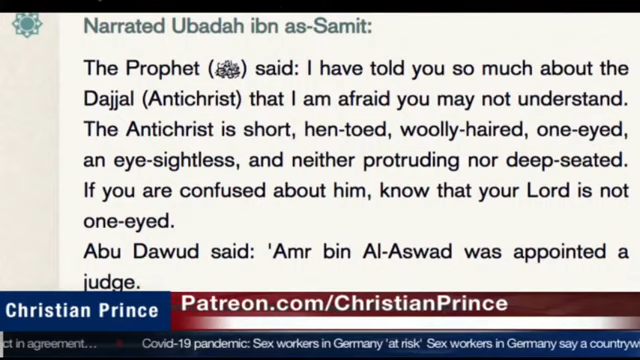 Narrated Ubadah ibn as-Samit:
The Prophet (ﷺ) said: I have told you so much about the
Dajjal (Antichrist) that I am afraid you may not understand.
The Antichrist is short, hen-toed, woolly-haired, one-eyed,
an eye-sightless, and neither protruding nor deep-seated.
If you are confused about him, know that your Lord is not
one-eyed.
Abu Dawud said: 'Amr bin Al-Aswad was appointed a
judge.
Christian Prince
Patreon.com/ChristianPrince
ct in agreement... Covid-19 pandemic: Sex workers in Germany 'at risk' Sex workers in Germany say a countryw